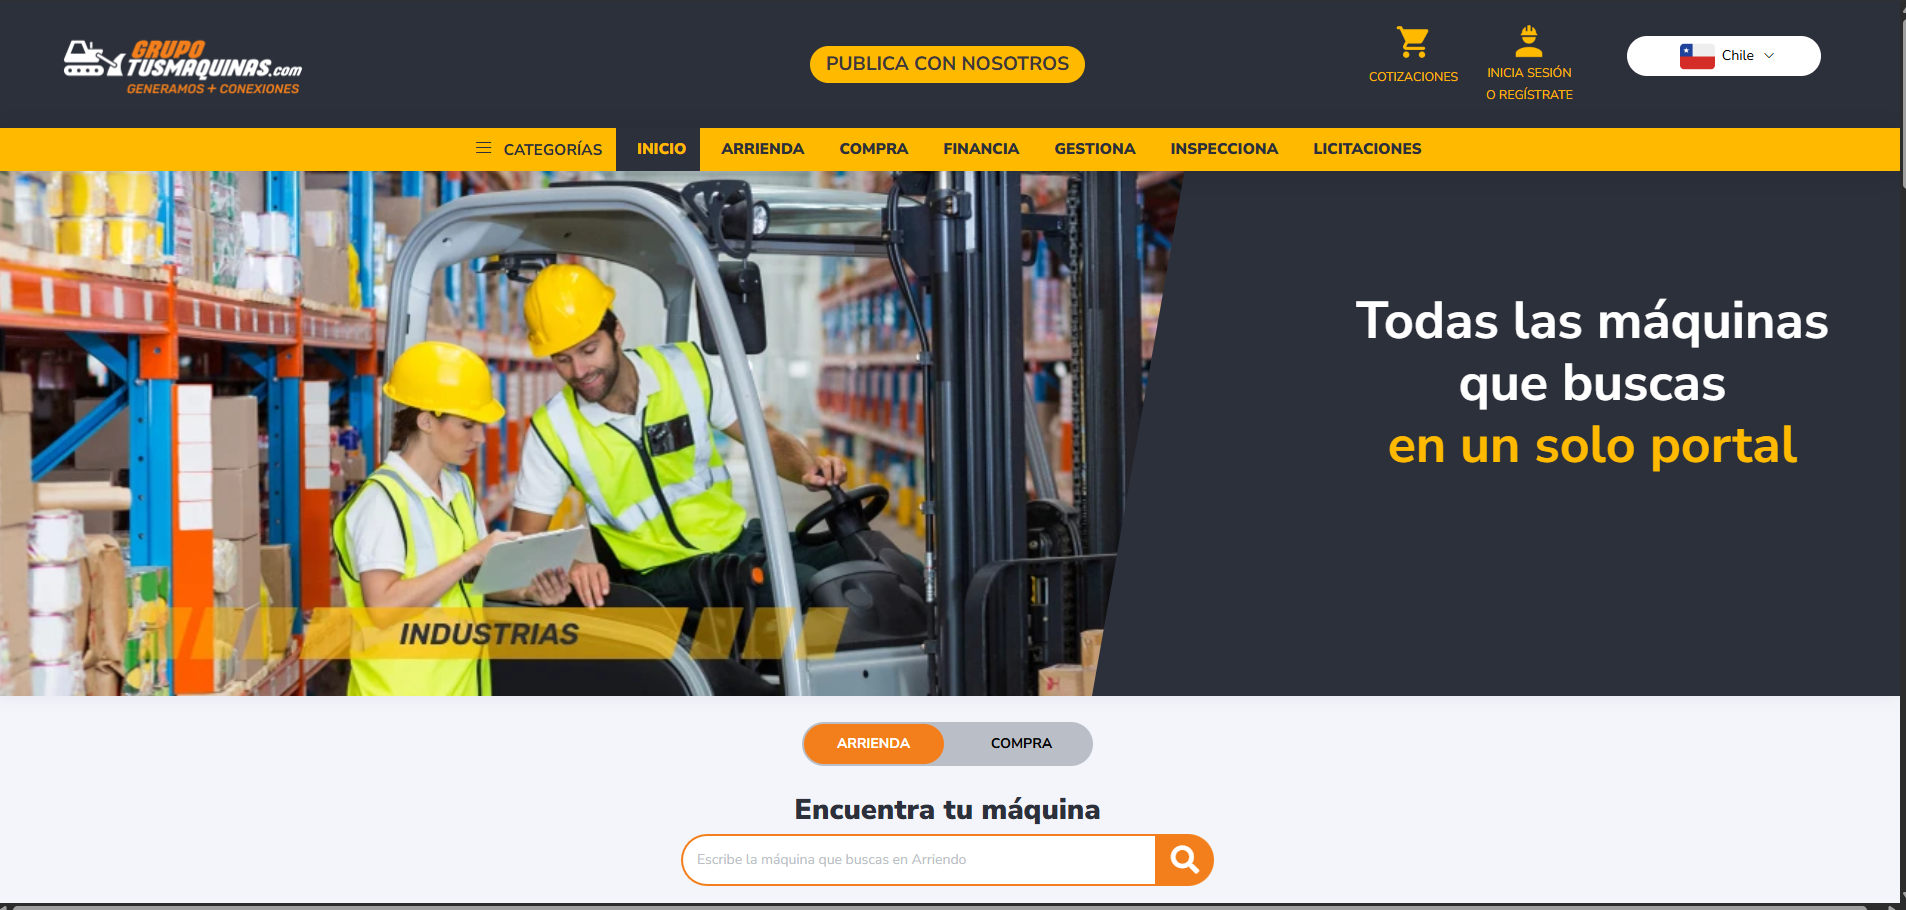 GRUPO
TUSMAQUINAS.com
GENERAMOS + CONEXIONES
PUBLICA CON NOSOTROS
COTIZACIONES
INICIA SESIÓN
O REGÍSTRATE
Chile
CATEGORÍAS
INICIO
ARRIENDA
COMPRA
FINANCIA
GESTIONA
INSPECCIONA
LICITACIONES
Todas las máquinas
que buscas
en un solo portal
INDUSTRIAS
ARRIENDA
COMPRA
Encuentra tu máquina
Escribe la máquina que buscas en Arriendo